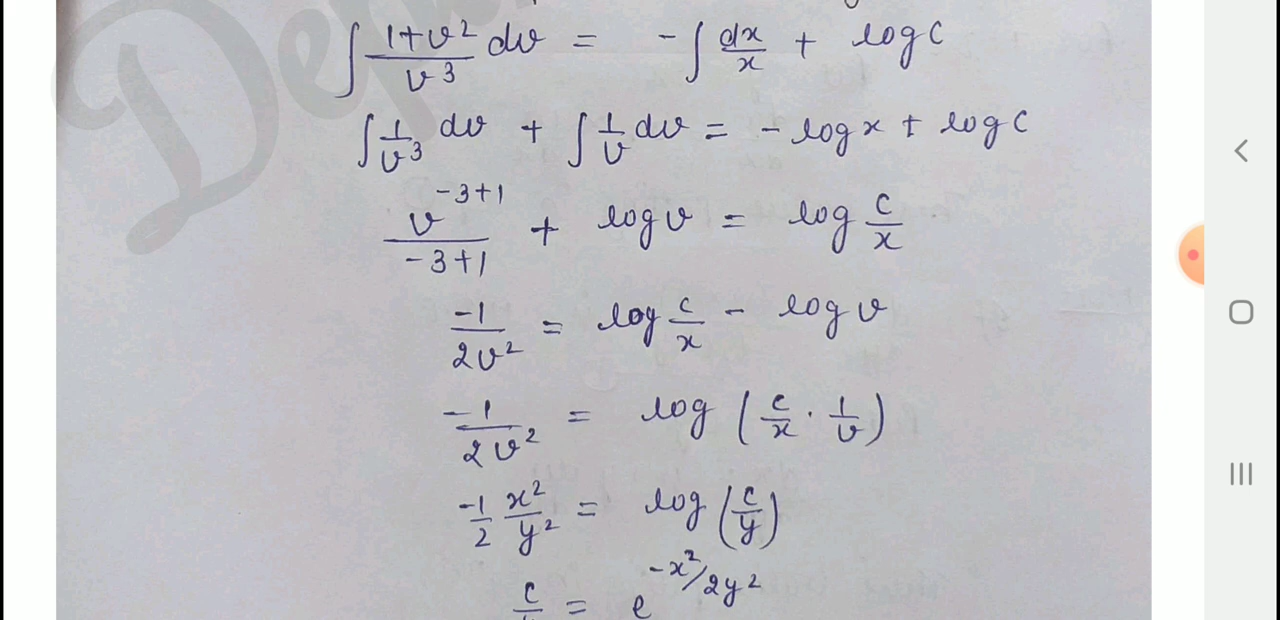 Dep
∫ (1+v²)/v³ dv = - ∫ dx/x + log c
∫ 1/v³ dv + ∫ 1/v dv = - log x + log c
v^(-3+1)/(-3+1) + log v = log c/x
-1/(2v²) = log c/x - log v
-1/(2v²) = log (c/x · 1/v)
-1/2 x²/y² = log (c/y)
c/ = e^(-x²/2y²)